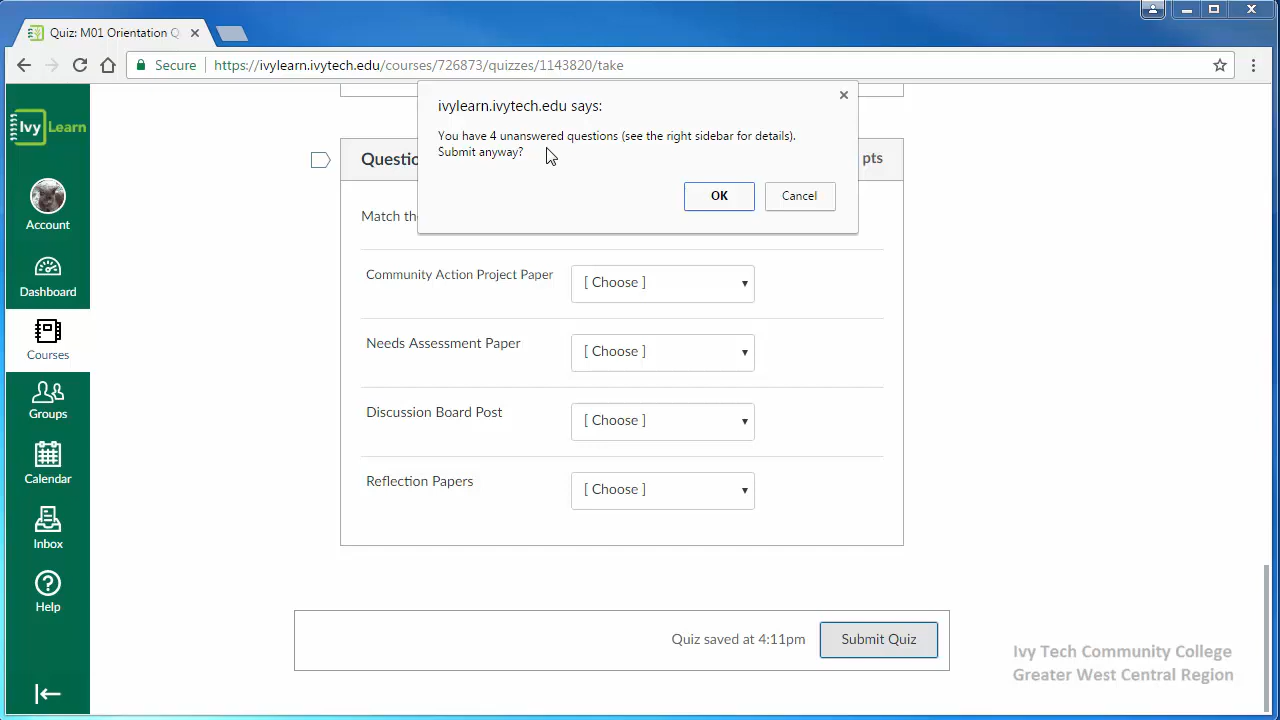 Quiz: M01 Orientation Q
Secure
https://ivylearn.ivytech.edu/courses/726873/quizzes/1143820/take
ivylearn.ivytech.edu says:
You have 4 unanswered questions (see the right sidebar for details).
Submit anyway?
OK
Cancel
Ivy Learn
Account
Dashboard
Courses
Groups
Calendar
Inbox
Help
Questio
pts
Match th
Community Action Project Paper
[ Choose ]
Needs Assessment Paper
[ Choose ]
Discussion Board Post
[ Choose ]
Reflection Papers
[ Choose ]
Quiz saved at 4:11pm
Submit Quiz
Ivy Tech Community College
Greater West Central Region